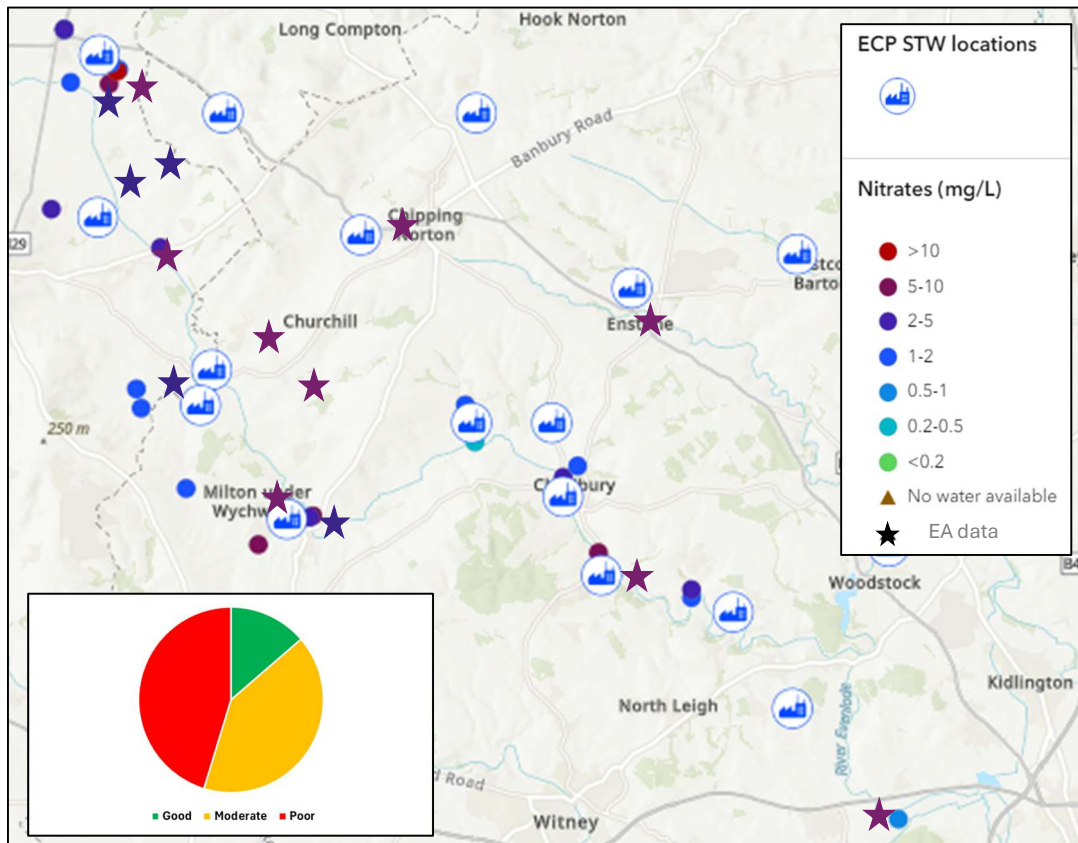 Long Compton
Hook Norton
Banbury Road
Chipping
Norton
Churchill
Enstone
250 m
Milton under
Wychw
Woodstock
North Leigh
Kidlington
River Evenlode
d Road
Witney
ECP STW locations
Nitrates (mg/L)
>10
5-10
2-5
1-2
0.5-1
0.2-0.5
<0.2
No water available
EA data
Good Moderate Poor